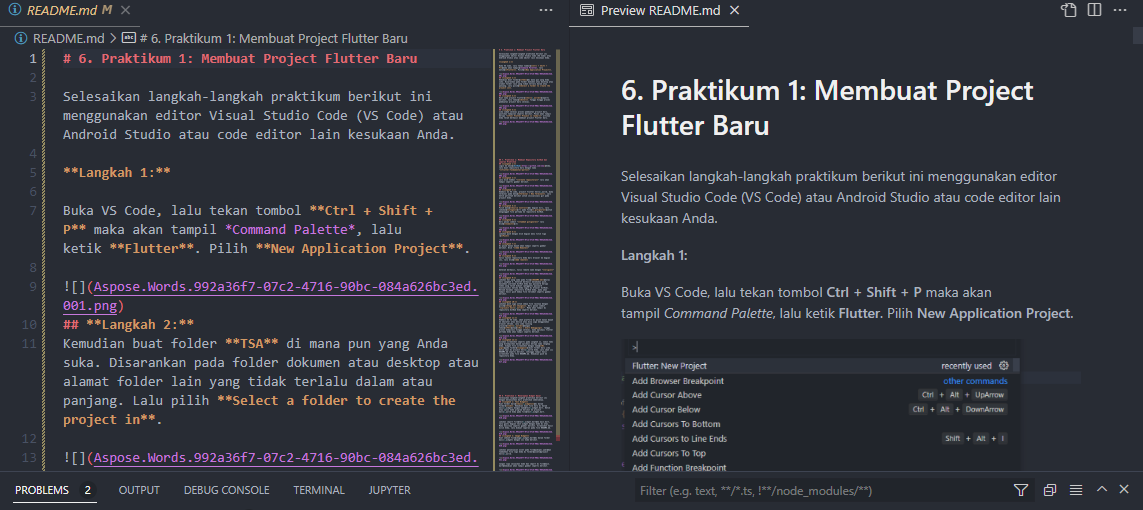 README.md M
Preview README.md
README.md > # 6. Praktikum 1: Membuat Project Flutter Baru
1 # 6. Praktikum 1: Membuat Project Flutter Baru
2
3 Selesaikan langkah-langkah praktikum berikut ini
menggunakan editor Visual Studio Code (VS Code) atau
Android Studio atau code editor lain kesukaan Anda.
4
5 **Langkah 1:**
6
7 Buka VS Code, lalu tekan tombol **Ctrl + Shift +
P** maka akan tampil *Command Palette*, lalu
ketik **Flutter**. Pilih **New Application Project**.
8
9 ![](Aspose.Words.992a36f7-07c2-4716-90bc-084a626bc3ed.
001.png)
10 ## **Langkah 2:**
11 Kemudian buat folder **TSA** di mana pun yang Anda
suka. Disarankan pada folder dokumen atau desktop atau
alamat folder lain yang tidak terlalu dalam atau
panjang. Lalu pilih **Select a folder to create the
project in**.
12
13 ![](Aspose.Words.992a36f7-07c2-4716-90bc-084a626bc3ed.
6. Praktikum 1: Membuat Project
Flutter Baru
Selesaikan langkah-langkah praktikum berikut ini menggunakan editor
Visual Studio Code (VS Code) atau Android Studio atau code editor lain
kesukaan Anda.
Langkah 1:
Buka VS Code, lalu tekan tombol Ctrl + Shift + P maka akan
tampil Command Palette, lalu ketik Flutter. Pilih New Application Project.
>
Flutter: New Project recently used
Add Browser Breakpoint other commands
Add Cursor Above Ctrl + Alt + UpArrow
Add Cursor Below Ctrl + Alt + DownArrow
Add Cursors To Bottom
Add Cursors to Line Ends Shift + Alt + I
Add Cursors To Top
Add Function Breakpoint
PROBLEMS 2 OUTPUT DEBUG CONSOLE TERMINAL JUPYTER Filter (e.g. text, **/*.ts, !**/node_modules/**)